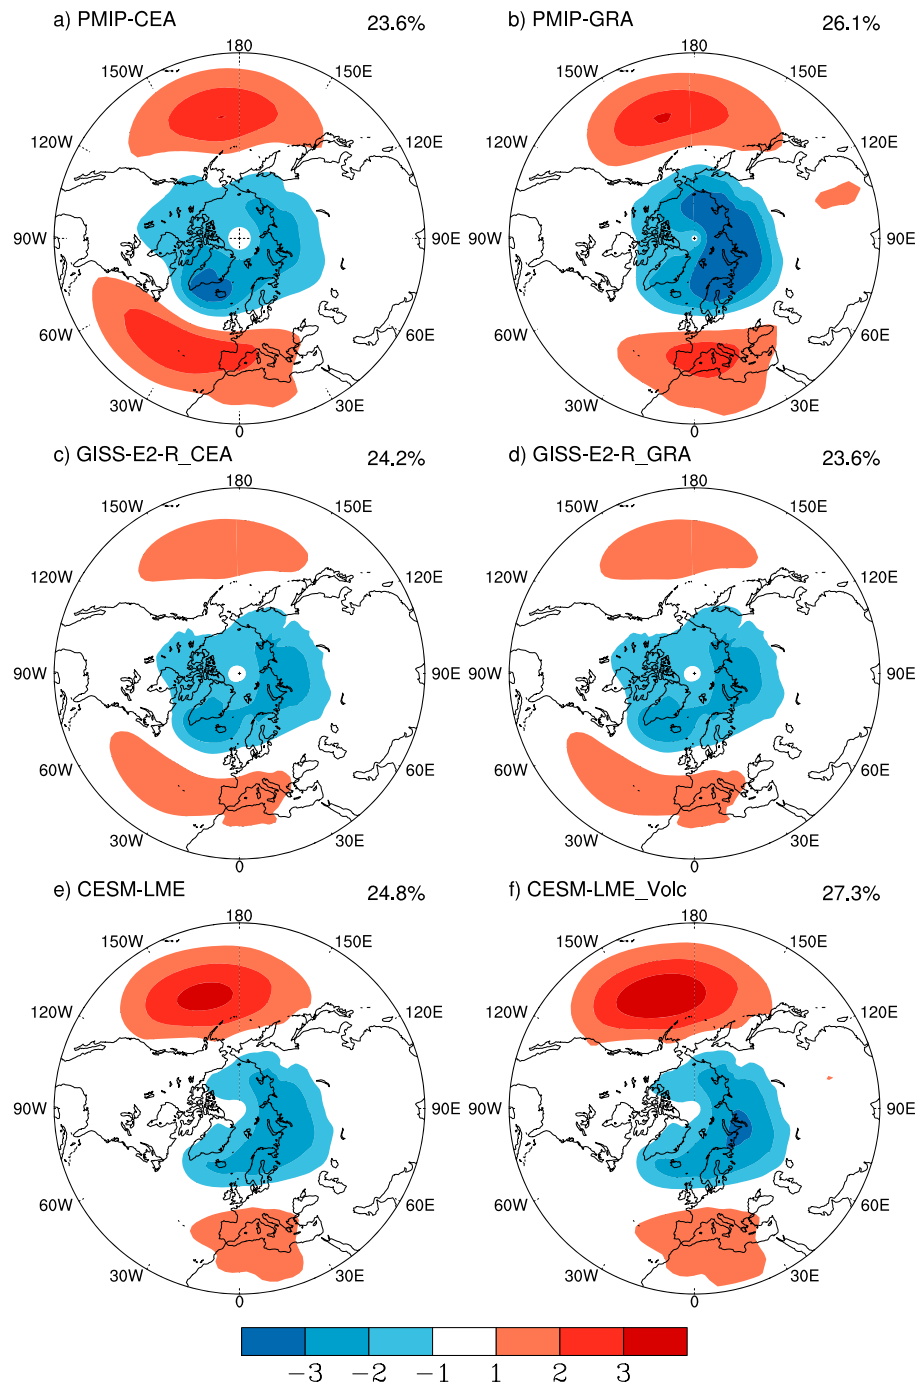 a) PMIP-CEA 23.6%
180
150W 150E
120W 120E
90W 90E
60W 60E
30W 30E
0
b) PMIP-GRA 26.1%
180
150W 150E
120W 120E
90W 90E
60W 60E
30W 30E
0
c) GISS-E2-R_CEA 24.2%
180
150W 150E
120W 120E
90W 90E
60W 60E
30W 30E
0
d) GISS-E2-R_GRA 23.6%
180
150W 150E
120W 120E
90W 90E
60W 60E
30W 30E
0
e) CESM-LME 24.8%
180
150W 150E
120W 120E
90W 90E
60W 60E
30W 30E
0
f) CESM-LME_Volc 27.3%
180
150W 150E
120W 120E
90W 90E
60W 60E
30W 30E
0
−3 −2 −1 1 2 3